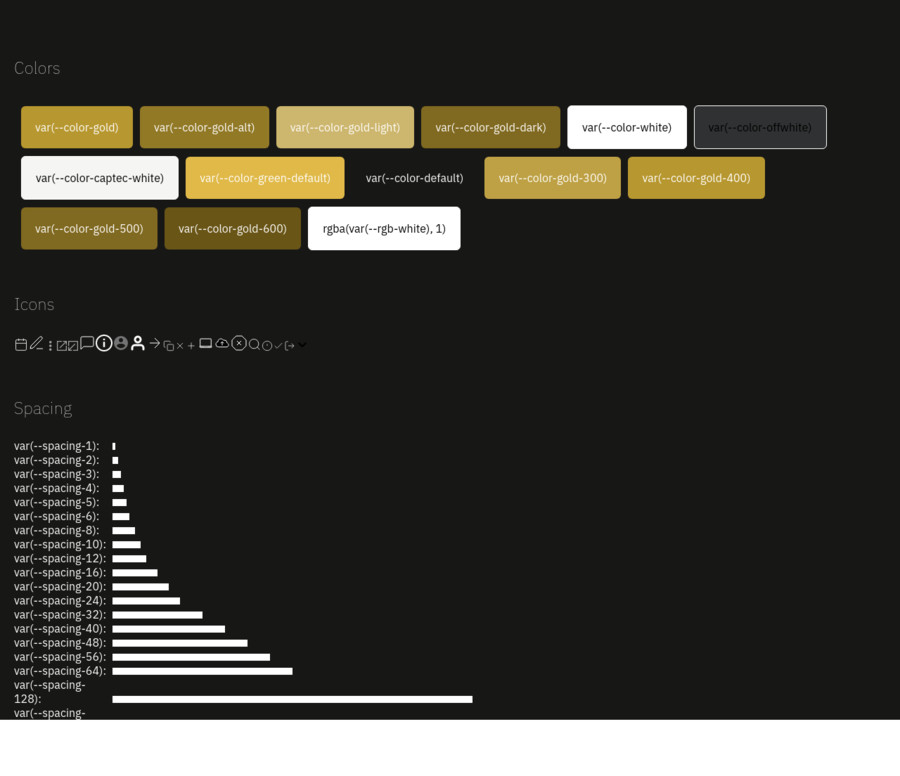 Colors
var(--color-gold) var(--color-gold-alt) var(--color-gold-light) var(--color-gold-dark) var(--color-white) var(--color-offwhite)
var(--color-captec-white) var(--color-green-default) var(--color-default) var(--color-gold-300) var(--color-gold-400)
var(--color-gold-500) var(--color-gold-600) rgba(var(--rgb-white), 1)
Icons
Spacing
var(--spacing-1):
var(--spacing-2):
var(--spacing-3):
var(--spacing-4):
var(--spacing-5):
var(--spacing-6):
var(--spacing-8):
var(--spacing-10):
var(--spacing-12):
var(--spacing-16):
var(--spacing-20):
var(--spacing-24):
var(--spacing-32):
var(--spacing-40):
var(--spacing-48):
var(--spacing-56):
var(--spacing-64):
var(--spacing-
128):
var(--spacing-